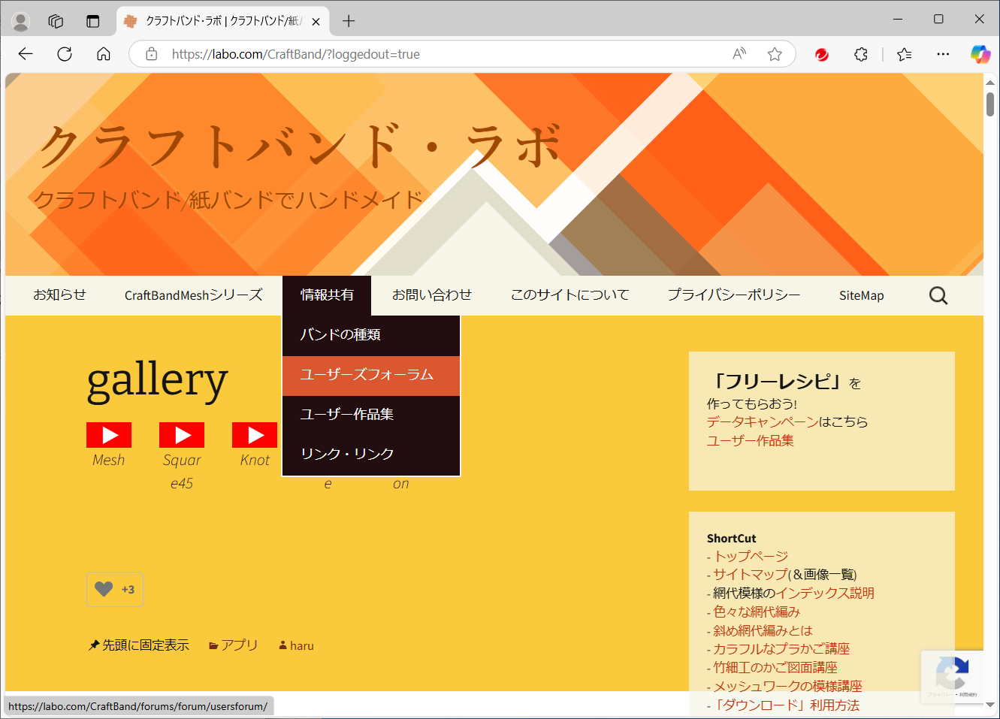 クラフトバンド・ラボ | クラフトバンド/紙バ
https://labo.com/CraftBand/?loggedout=true
クラフトバンド・ラボ
クラフトバンド/紙バンドでハンドメイド
お知らせ CraftBandMeshシリーズ 情報共有 お問い合わせ このサイトについて プライバシーポリシー SiteMap
バンドの種類
ユーザーズフォーラム
ユーザー作品集
リンク・リンク
gallery
Mesh
Squar
e45
Knot
e
on
+3
先頭に固定表示 アプリ haru
「フリーレシピ」を
作ってもらおう!
データキャンペーンはこちら
ユーザー作品集
ShortCut
- トップページ
- サイトマップ(＆画像一覧)
- 網代模様のインデックス説明
- 色々な網代編み
- 斜め網代編みとは
- カラフルなプラかご講座
- 竹細工のかご図面講座
- メッシュワークの模様講座
- 「ダウンロード」利用方法
プライバシー・利用規約
https://labo.com/CraftBand/forums/forum/usersforum/